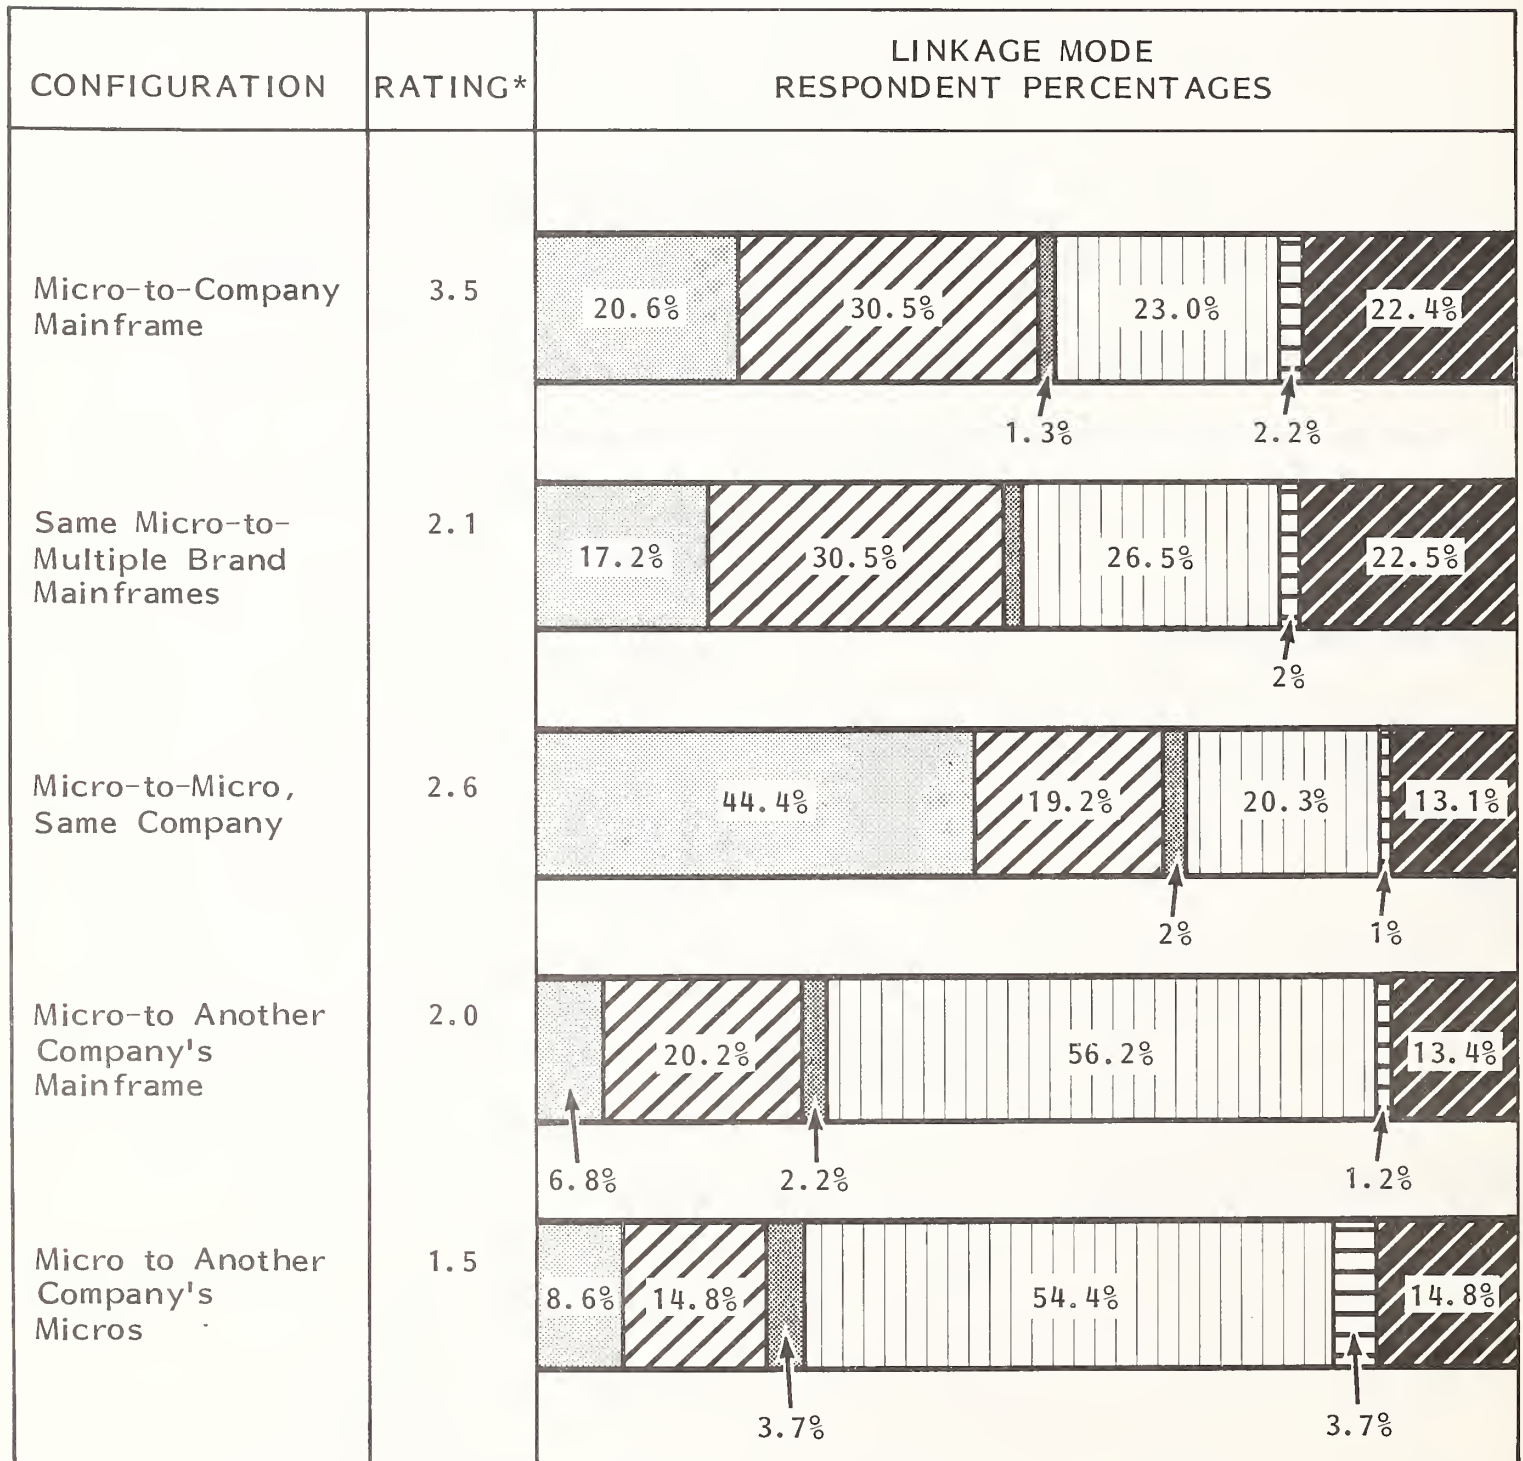 CONFIGURATION
RATING*
LINKAGE MODE
RESPONDENT PERCENTAGES
Micro-to-Company
Mainframe
3.5
20.6%
30.5%
23.0%
22.4%
1.3%
2.2%
Same Micro-to-
Multiple Brand
Mainframes
2.1
17.2%
30.5%
26.5%
22.5%
2%
Micro-to-Micro,
Same Company
2.6
44.4%
19.2%
20.3%
13.1%
2%
1%
Micro-to Another
Company's
Mainframe
2.0
20.2%
56.2%
13.4%
6.8%
2.2%
1.2%
Micro to Another
Company's
Micros
1.5
8.6%
14.8%
54.4%
14.8%
3.7%
3.7%